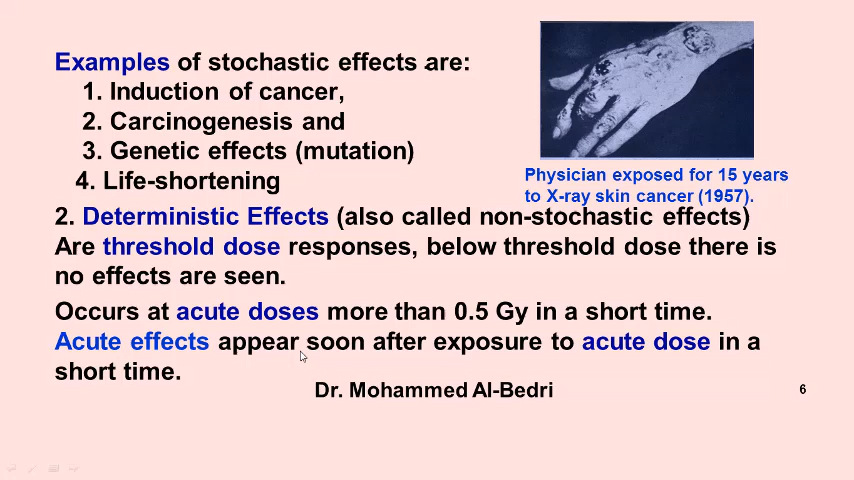 Examples of stochastic effects are:
1. Induction of cancer,
2. Carcinogenesis and
3. Genetic effects (mutation)
4. Life-shortening
Physician exposed for 15 years
to X-ray skin cancer (1957).
2. Deterministic Effects (also called non-stochastic effects)
Are threshold dose responses, below threshold dose there is
no effects are seen.
Occurs at acute doses more than 0.5 Gy in a short time.
Acute effects appear soon after exposure to acute dose in a
short time.
Dr. Mohammed Al-Bedri
6